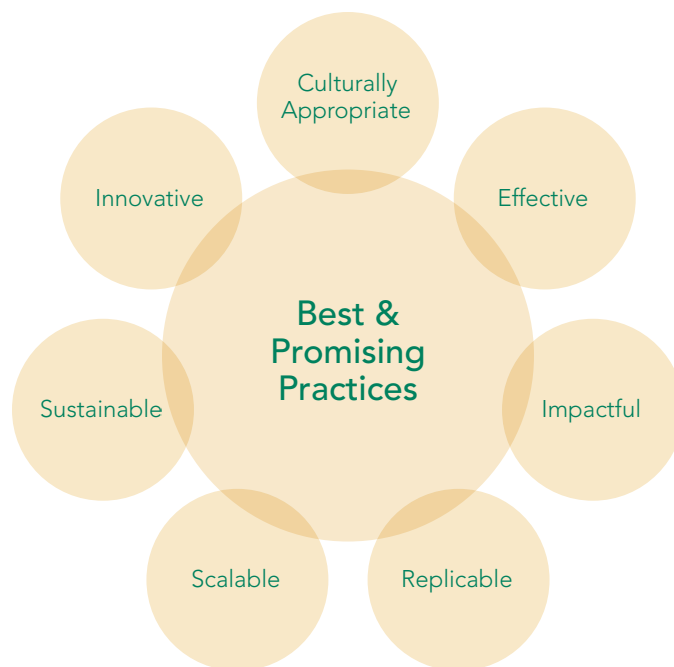 Culturally
Appropriate
Innovative
Effective
Best &
Promising
Practices
Sustainable
Impactful
Scalable
Replicable